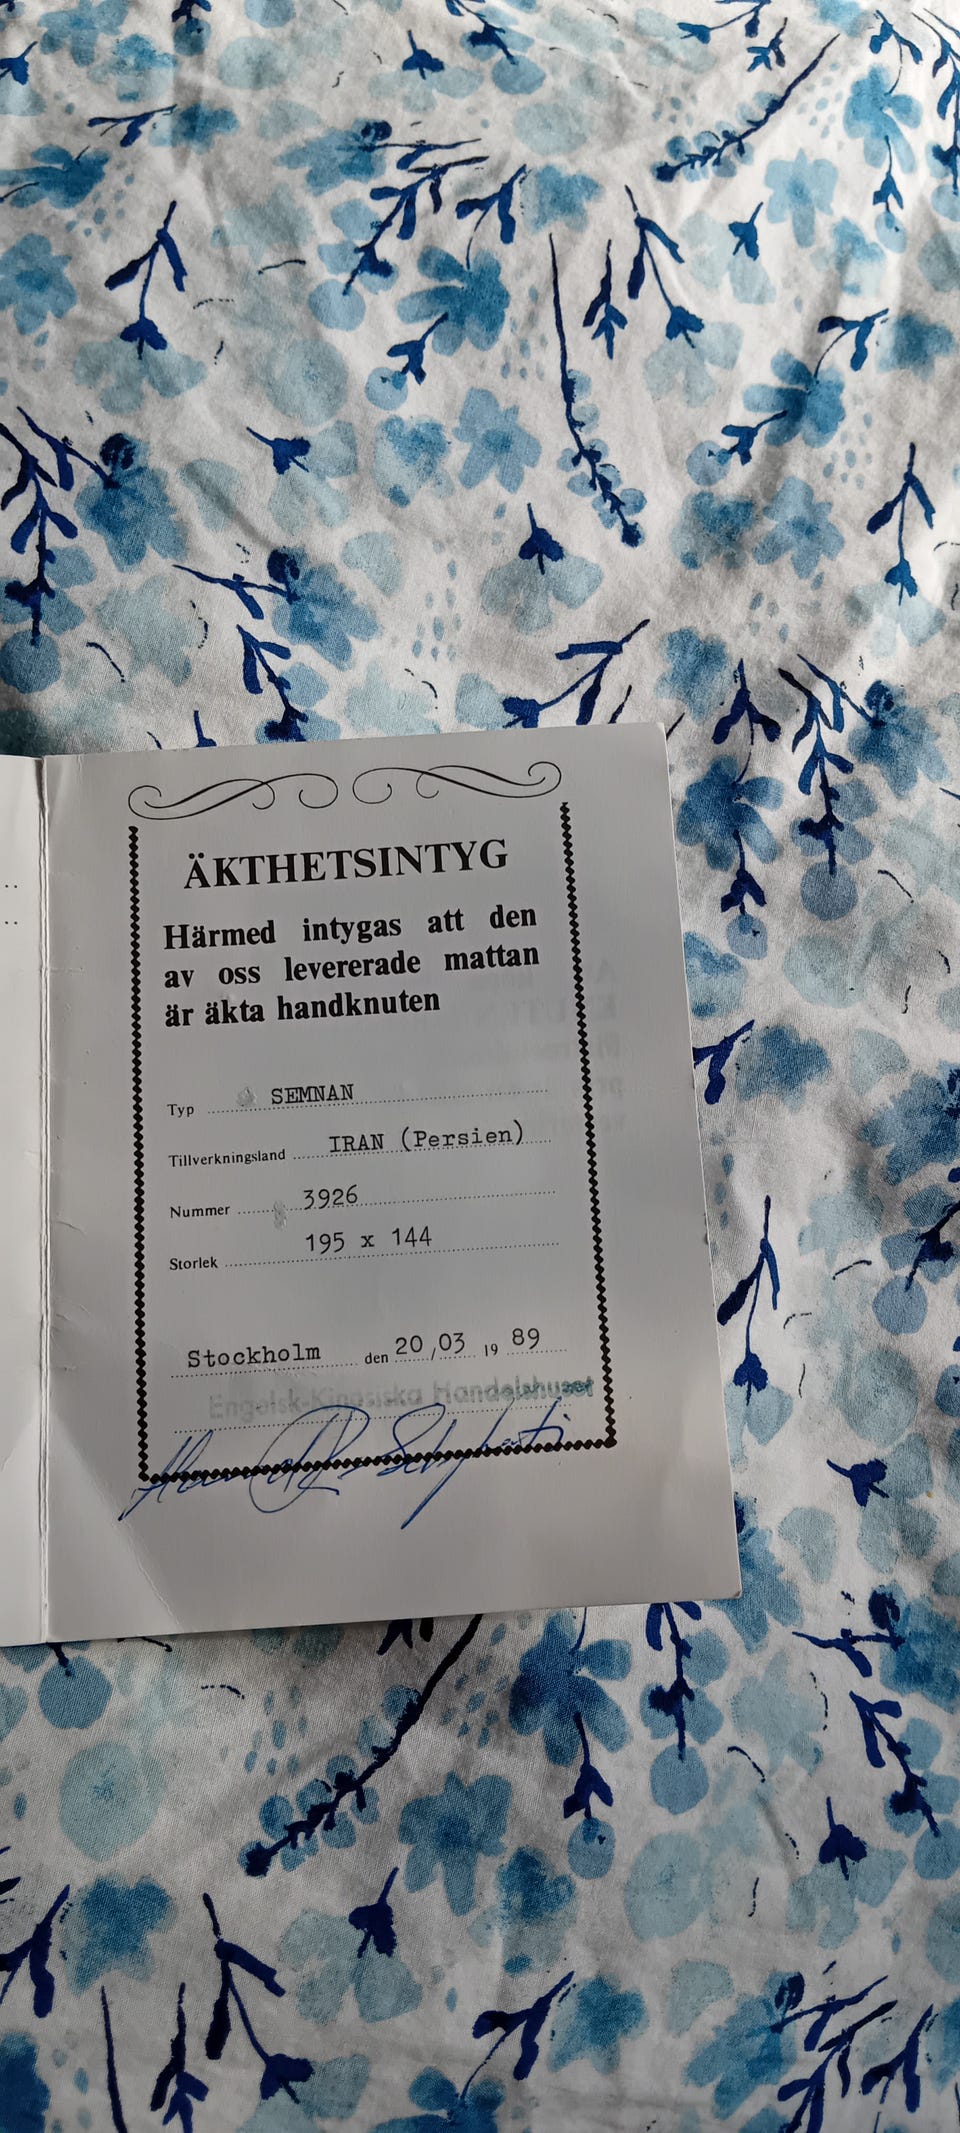 ÄKTHETSINTYG
Härmed intygas att den
av oss levererade mattan
är äkta handknuten
Typ SEMNAN
Tillverkningsland IRAN (Persien)
Nummer 3926
Storlek 195 x 144
Stockholm den 20/03 19 89
Engelsk-Kinesiska Handelshuset